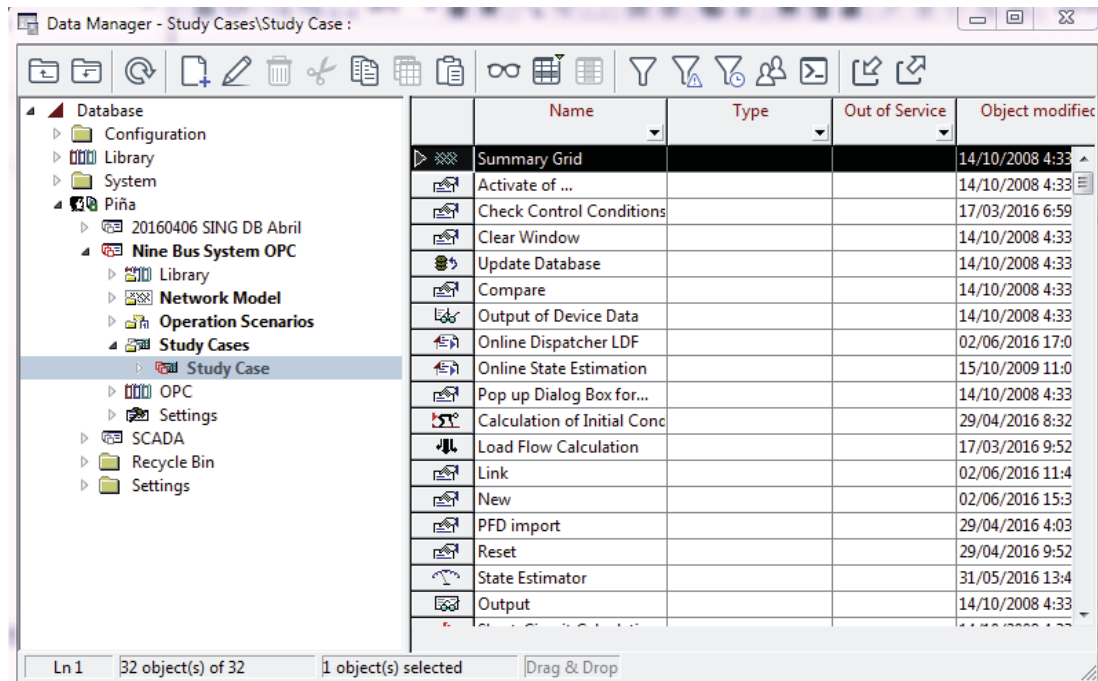 Data Manager - Study Cases\Study Case :
Database
Configuration
Library
System
Piña
20160406 SING DB Abril
Nine Bus System OPC
Library
Network Model
Operation Scenarios
Study Cases
Study Case
OPC
Settings
SCADA
Recycle Bin
Settings
Name Type Out of Service Object modified
Summary Grid 14/10/2008 4:33
Activate of ... 14/10/2008 4:33
Check Control Conditions 17/03/2016 6:59
Clear Window 14/10/2008 4:33
Update Database 14/10/2008 4:33
Compare 14/10/2008 4:33
Output of Device Data 14/10/2008 4:33
Online Dispatcher LDF 02/06/2016 17:0
Online State Estimation 15/10/2009 11:0
Pop up Dialog Box for... 14/10/2008 4:33
Calculation of Initial Cond 29/04/2016 8:32
Load Flow Calculation 17/03/2016 9:52
Link 02/06/2016 11:4
New 02/06/2016 15:3
PFD import 29/04/2016 4:03
Reset 29/04/2016 9:52
State Estimator 31/05/2016 13:4
Output 14/10/2008 4:33
Ln 1 32 object(s) of 32 1 object(s) selected Drag & Drop